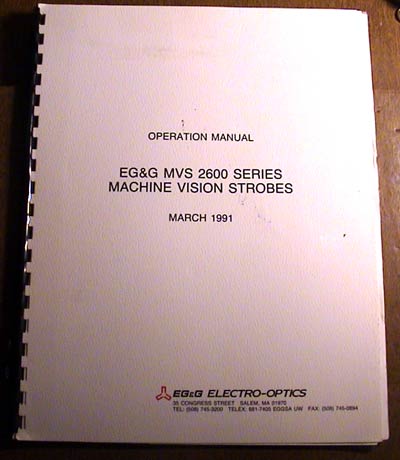 OPERATION MANUAL
EG&G MVS 2600 SERIES
MACHINE VISION STROBES
MARCH 1991
EG&G ELECTRO-OPTICS
35 CONGRESS STREET SALEM, MA 01970
TEL: (508) 745-3200 TELEX: 681-7405 EGGSA UW FAX: (508) 745-0894